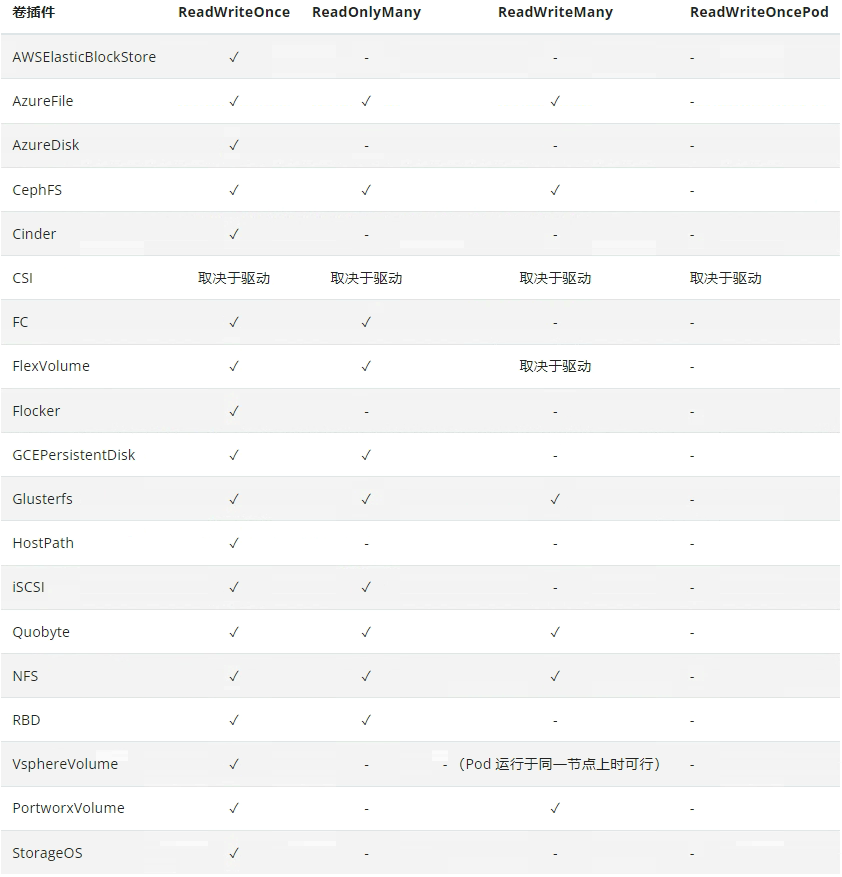 卷插件 ReadWriteOnce ReadOnlyMany ReadWriteMany ReadWriteOncePod
AWSElasticBlockStore ✓ - - -
AzureFile ✓ ✓ ✓ -
AzureDisk ✓ - - -
CephFS ✓ ✓ ✓ -
Cinder ✓ - - -
CSI 取决于驱动 取决于驱动 取决于驱动 取决于驱动
FC ✓ ✓ - -
FlexVolume ✓ ✓ 取决于驱动 -
Flocker ✓ - - -
GCEPersistentDisk ✓ ✓ - -
Glusterfs ✓ ✓ ✓ -
HostPath ✓ - - -
iSCSI ✓ ✓ - -
Quobyte ✓ ✓ ✓ -
NFS ✓ ✓ ✓ -
RBD ✓ ✓ - -
VsphereVolume ✓ - - （Pod 运行于同一节点上时可行） -
PortworxVolume ✓ - ✓ -
StorageOS ✓ - - -